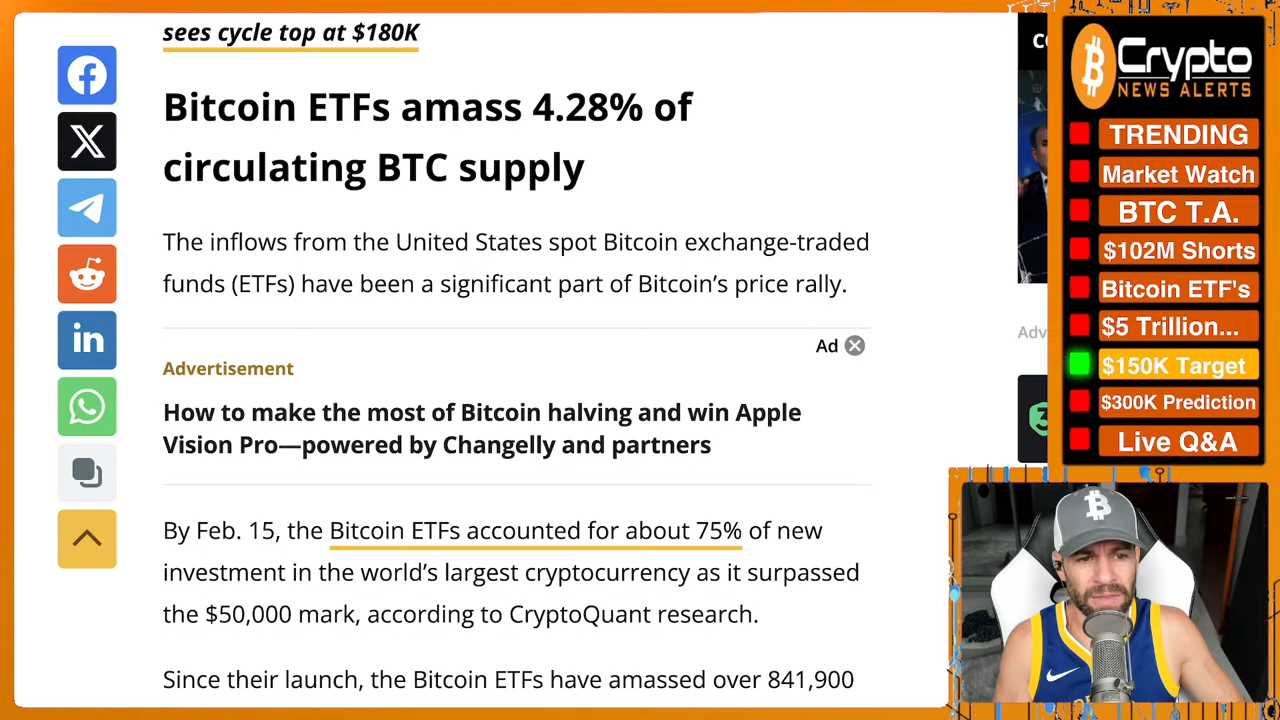 sees cycle top at $180K
Bitcoin ETFs amass 4.28% of
circulating BTC supply
The inflows from the United States spot Bitcoin exchange-traded
funds (ETFs) have been a significant part of Bitcoin’s price rally.
Ad
Advertisement
How to make the most of Bitcoin halving and win Apple
Vision Pro—powered by Changelly and partners
By Feb. 15, the Bitcoin ETFs accounted for about 75% of new
investment in the world’s largest cryptocurrency as it surpassed
the $50,000 mark, according to CryptoQuant research.
Since their launch, the Bitcoin ETFs have amassed over 841,900
Crypto
NEWS ALERTS
TRENDING
Market Watch
BTC T.A.
$102M Shorts
Bitcoin ETF's
$5 Trillion...
$150K Target
$300K Prediction
Live Q&A